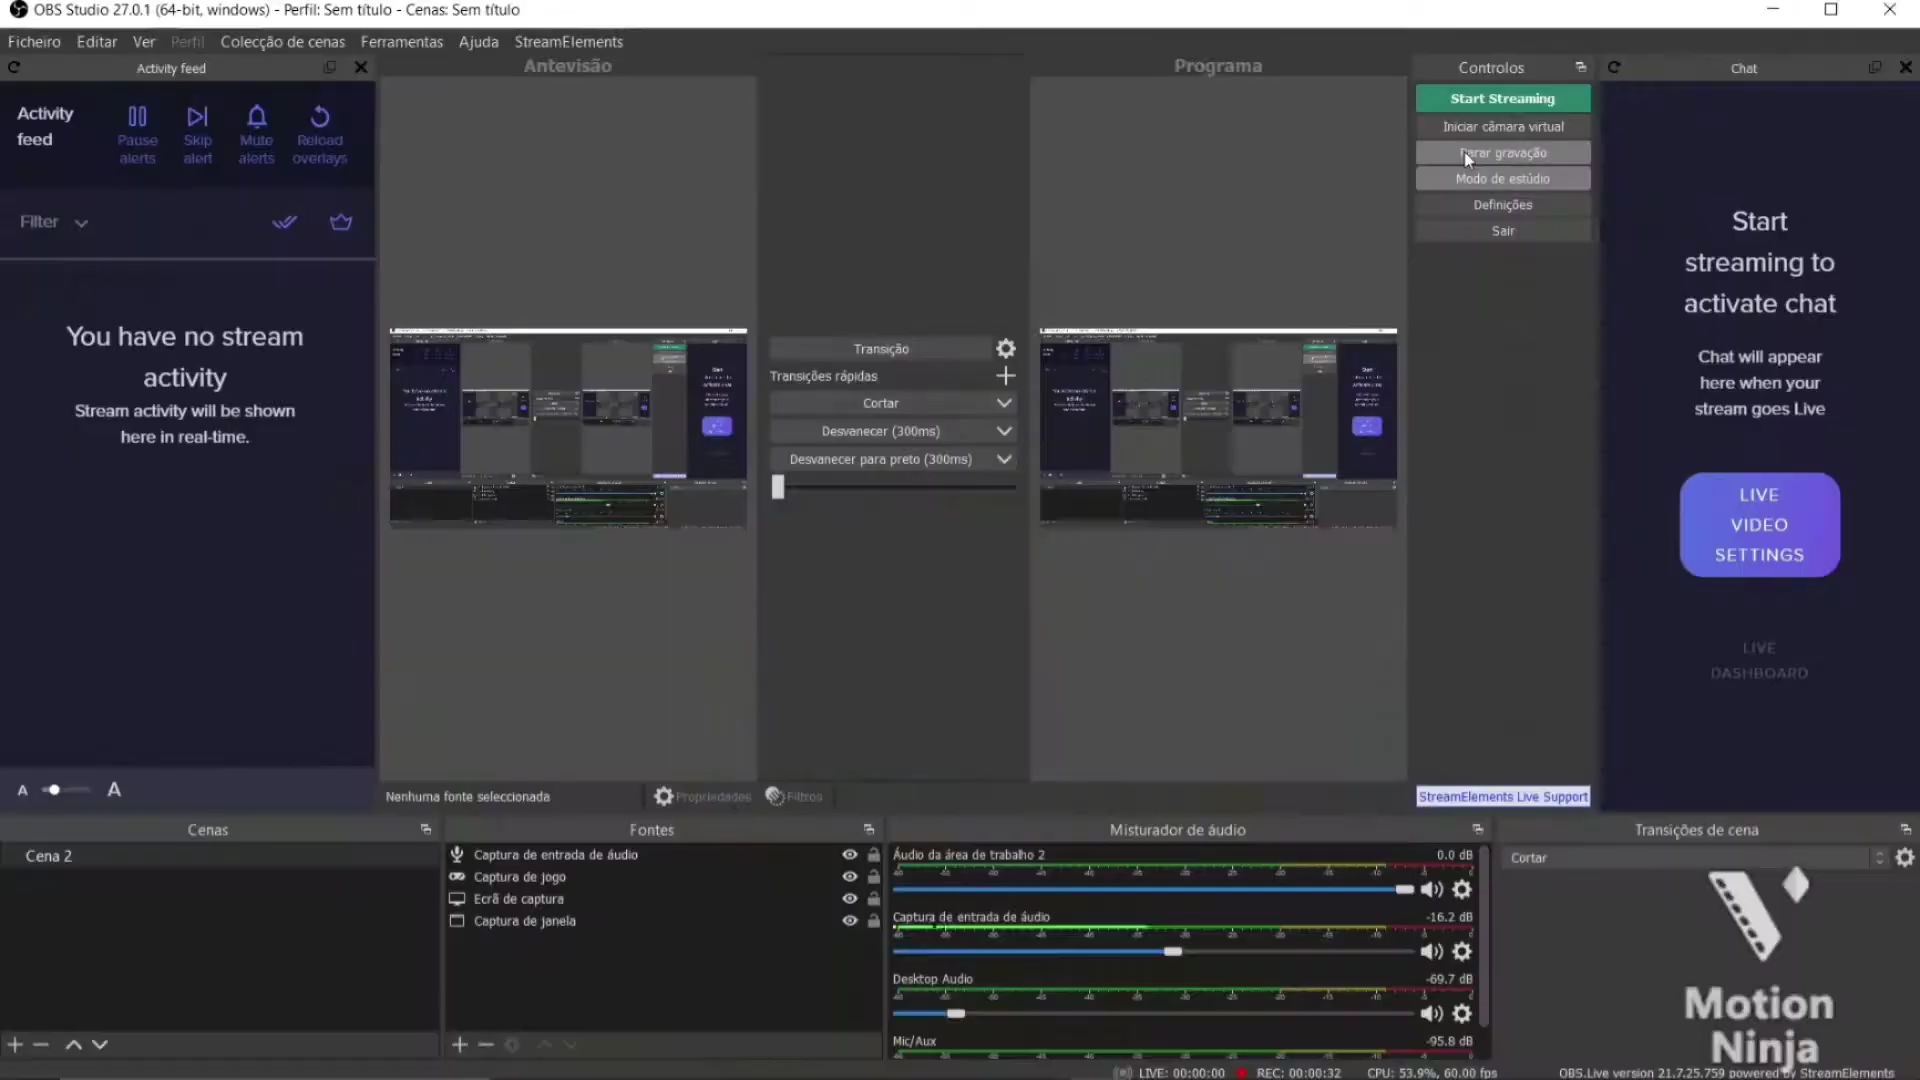 OBS Studio 27.0.1 (64-bit, windows) - Perfil: Sem título - Cenas: Sem título
Ficheiro Editar Ver Perfil Colecção de cenas Ferramentas Ajuda StreamElements
Activity feed
Antevisão
Programa
Controlos
Chat
Activity
feed
Pause
alerts
Skip
alert
Mute
alerts
Reload
overlays
Filter
You have no stream
activity
Stream activity will be shown
here in real-time.
A A
Transição
Transições rápidas
Cortar
Desvanecer (300ms)
Desvanecer para preto (300ms)
Start Streaming
Iniciar câmara virtual
Parar gravação
Modo de estúdio
Definições
Sair
Start
streaming to
activate chat
Chat will appear
here when your
stream goes Live
LIVE
VIDEO
SETTINGS
LIVE
DASHBOARD
Nenhuma fonte seleccionada
Propriedades
Filtros
StreamElements Live Support
Cenas
Cena 2
Fontes
Captura de entrada de áudio
Captura de jogo
Ecrã de captura
Captura de janela
Misturador de áudio
Áudio da área de trabalho 2 0.0 dB
Captura de entrada de áudio -16.2 dB
Desktop Audio -69.7 dB
Mic/Aux -95.8 dB
Transições de cena
Cortar
Motion
Ninja
LIVE: 00:00:00 REC: 00:00:32 CPU: 53.9%, 60.00 fps
OBS.Live version 21.7.25.759 powered by StreamElements